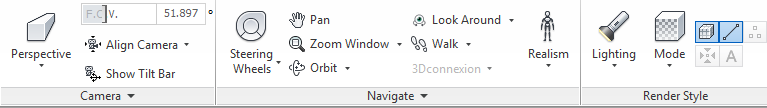 F.O.V. 51.897 °
Perspective
Align Camera
Show Tilt Bar
Camera
Steering Wheels
Pan
Zoom Window
Orbit
Look Around
Walk
3Dconnexion
Realism
Navigate
Lighting
Mode
A
Render Style